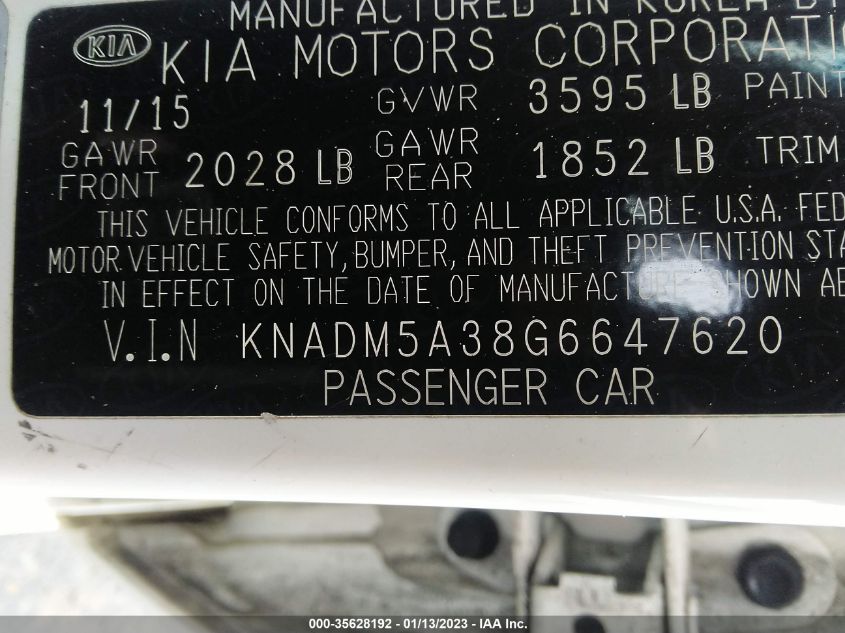 MANUFACTURED IN KOREA BY
KIA KIA MOTORS CORPORATI
11/15 GVWR 3595 LB PAINT
GAWR FRONT 2028 LB GAWR REAR 1852 LB TRIM
THIS VEHICLE CONFORMS TO ALL APPLICABLE U.S.A. FED
MOTOR VEHICLE SAFETY, BUMPER, AND THEFT PREVENTION STA
IN EFFECT ON THE DATE OF MANUFACTURE SHOWN AB
V.I.N KNADM5A38G6647620
PASSENGER CAR
000-35628192 - 01/13/2023 - IAA Inc.